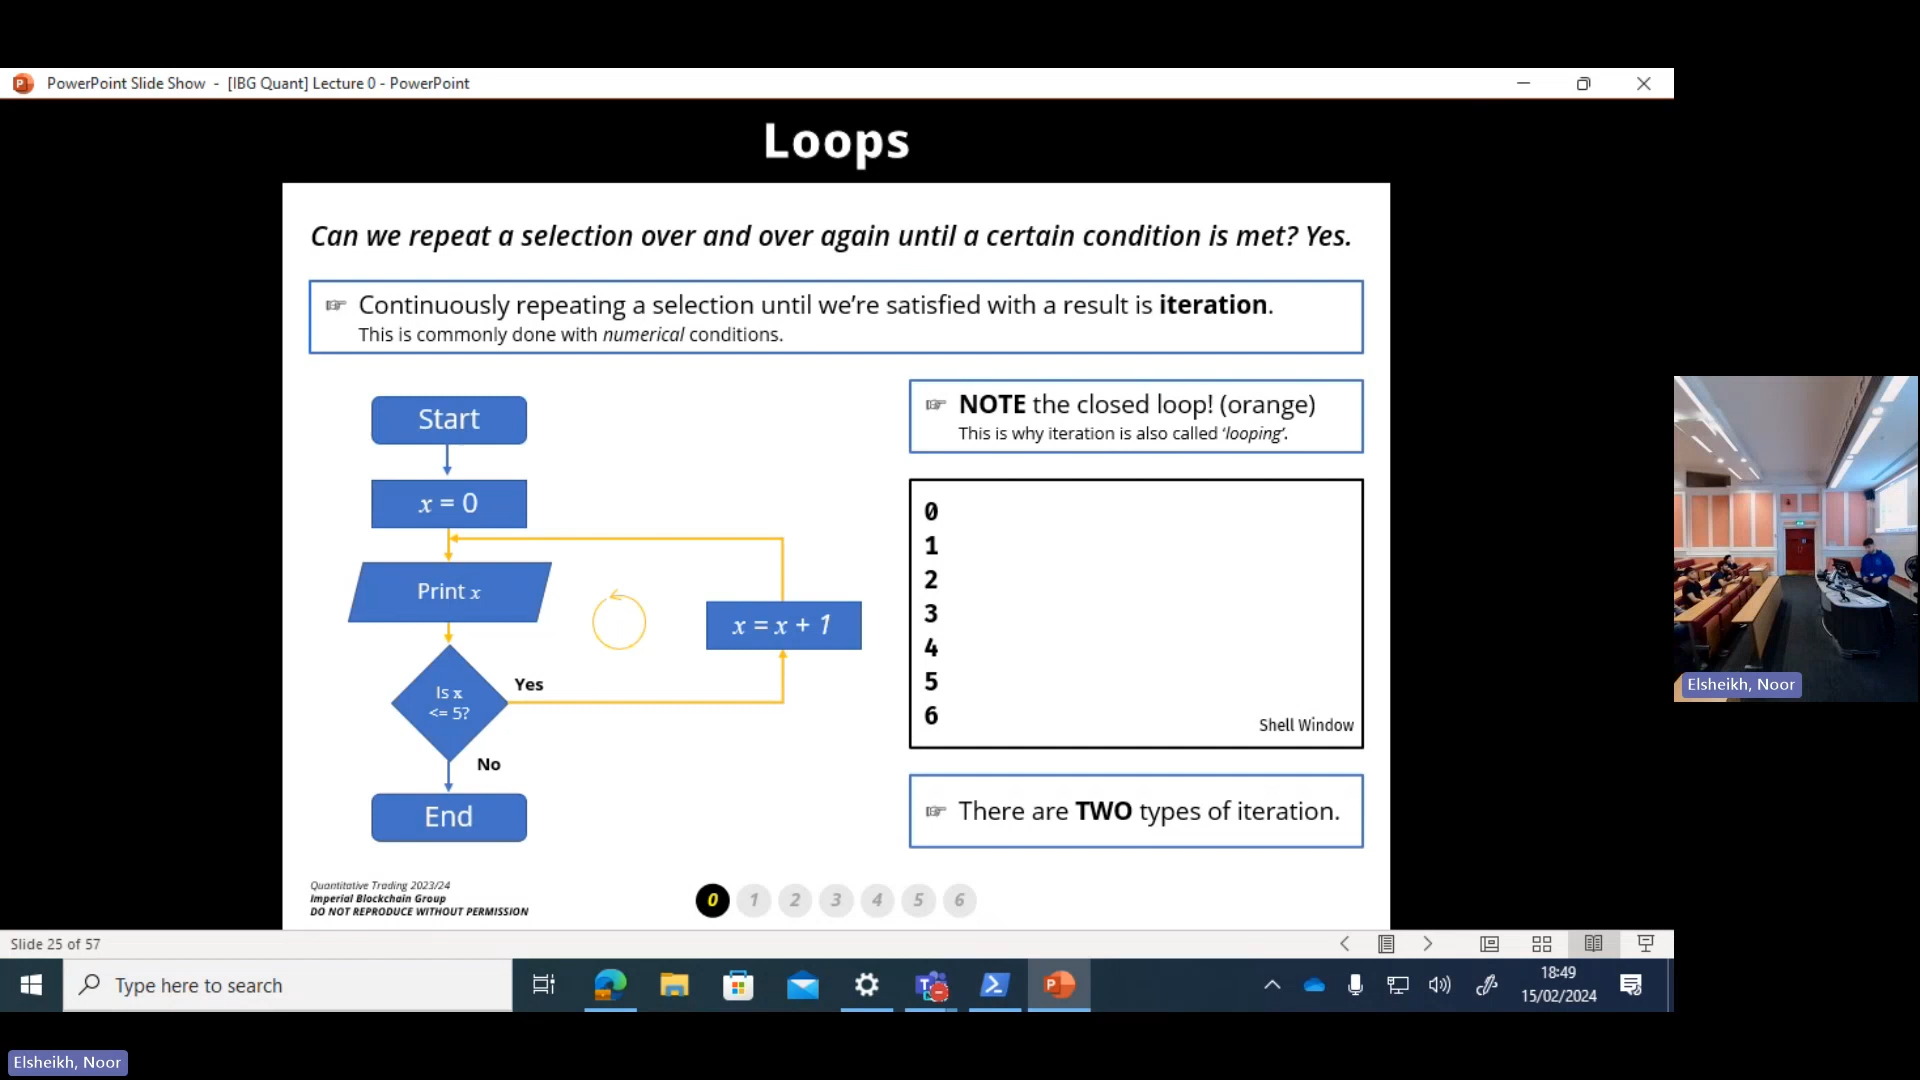 PowerPoint Slide Show - [IBG Quant] Lecture 0 - PowerPoint
Loops
Can we repeat a selection over and over again until a certain condition is met? Yes.
☞ Continuously repeating a selection until we’re satisfied with a result is iteration.
This is commonly done with numerical conditions.
Start
x = 0
Print x
Is x
<= 5?
Yes
x = x + 1
No
End
☞ NOTE the closed loop! (orange)
This is why iteration is also called ‘looping’.
0
1
2
3
4
5
6
Shell Window
☞ There are TWO types of iteration.
Quantitative Trading 2023/24
Imperial Blockchain Group
DO NOT REPRODUCE WITHOUT PERMISSION
0 1 2 3 4 5 6
Slide 25 of 57
Type here to search
18:49
15/02/2024
Elsheikh, Noor
Elsheikh, Noor